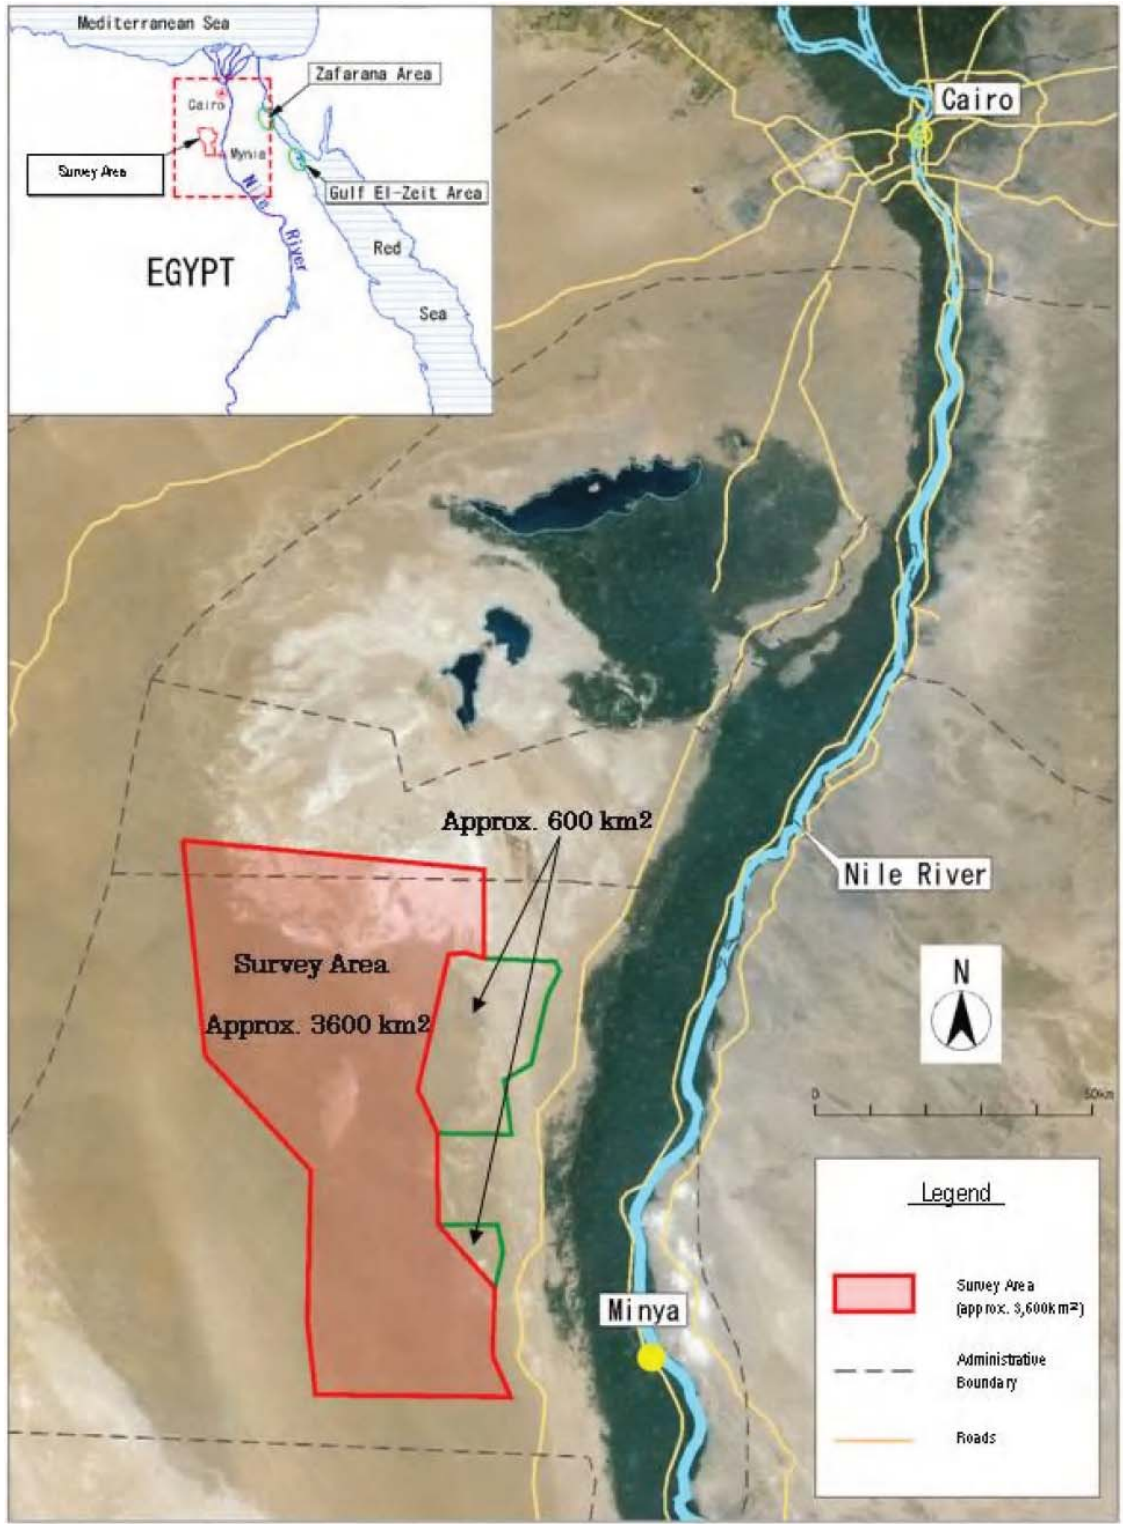 Mediterranean Sea
Zafarana Area
Cairo
Survey Area
Mynia
Gulf El-Zeit Area
Nile River
EGYPT
Red
Sea
Cairo
Approx. 600 km2
Nile River
Survey Area
Approx. 3600 km2
N
0
50km
Legend
Survey Area
(approx. 3,600km²)
Administrative
Boundary
Roads
Minya